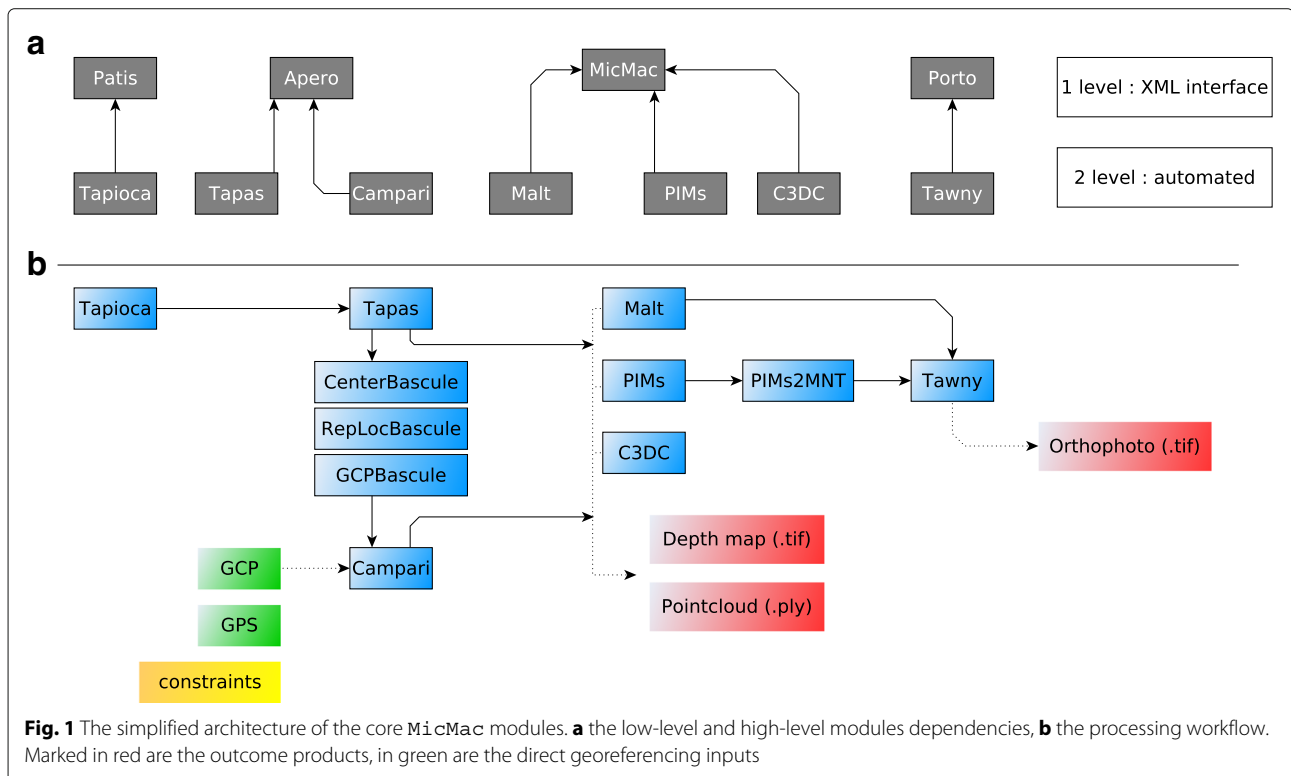 a
Patis
Apero
MicMac
Porto
1 level : XML interface
Tapioca
Tapas
Campari
Malt
PIMs
C3DC
Tawny
2 level : automated
b
Tapioca
Tapas
Malt
CenterBascule
PIMs
PIMs2MNT
Tawny
RepLocBascule
C3DC
Orthophoto (.tif)
GCPBascule
Depth map (.tif)
GCP
Campari
Pointcloud (.ply)
GPS
constraints
Fig. 1 The simplified architecture of the core MicMac modules. a the low-level and high-level modules dependencies, b the processing workflow.
Marked in red are the outcome products, in green are the direct georeferencing inputs